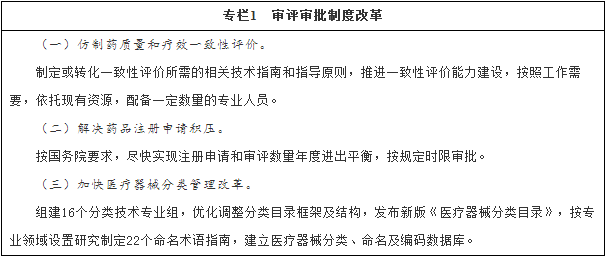 专栏1 审评审批制度改革
（一）仿制药质量和疗效一致性评价。
制定或转化一致性评价所需的相关技术指南和指导原则，推进一致性评价能力建设，按照工作需
要，依托现有资源，配备一定数量的专业人员。
（二）解决药品注册申请积压。
按国务院要求，尽快实现注册申请和审评数量年度进出平衡，按规定时限审批。
（三）加快医疗器械分类管理改革。
组建16个分类技术专业组，优化调整分类目录框架及结构，发布新版《医疗器械分类目录》，按专
业领域设置研究制定22个命名术语指南，建立医疗器械分类、命名及编码数据库。